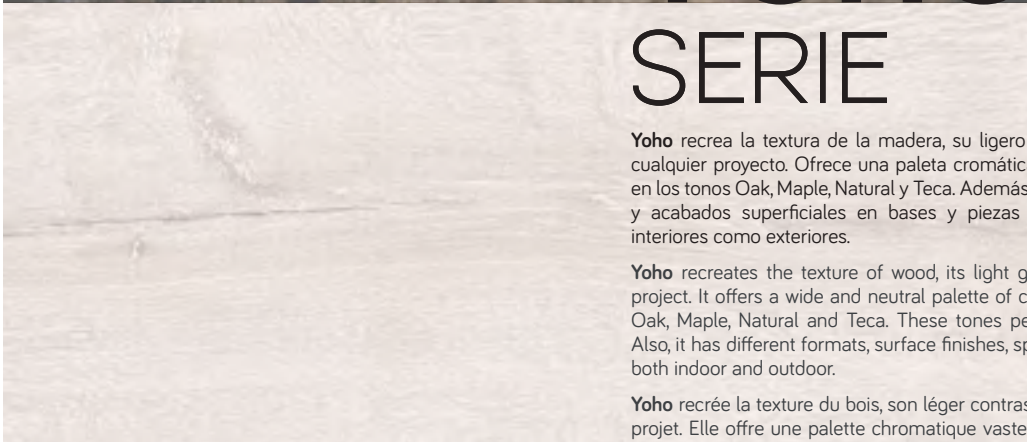 SERIE
Yoho recrea la textura de la madera, su ligero
cualquier proyecto. Ofrece una paleta
en los tonos Oak, Maple, Natural y Teca. Además
y acabados superficiales en bases y piezas
interiores como exteriores.
Yoho recreates the texture of wood, its light
project. It offers a wide and neutral palette of
Oak, Maple, Natural and Teca. These tones
Also, it has different formats, surface finishes,
both indoor and outdoor.
Yoho recrée la texture du bois, son léger
projet. Elle offre une palette chromatique vaste